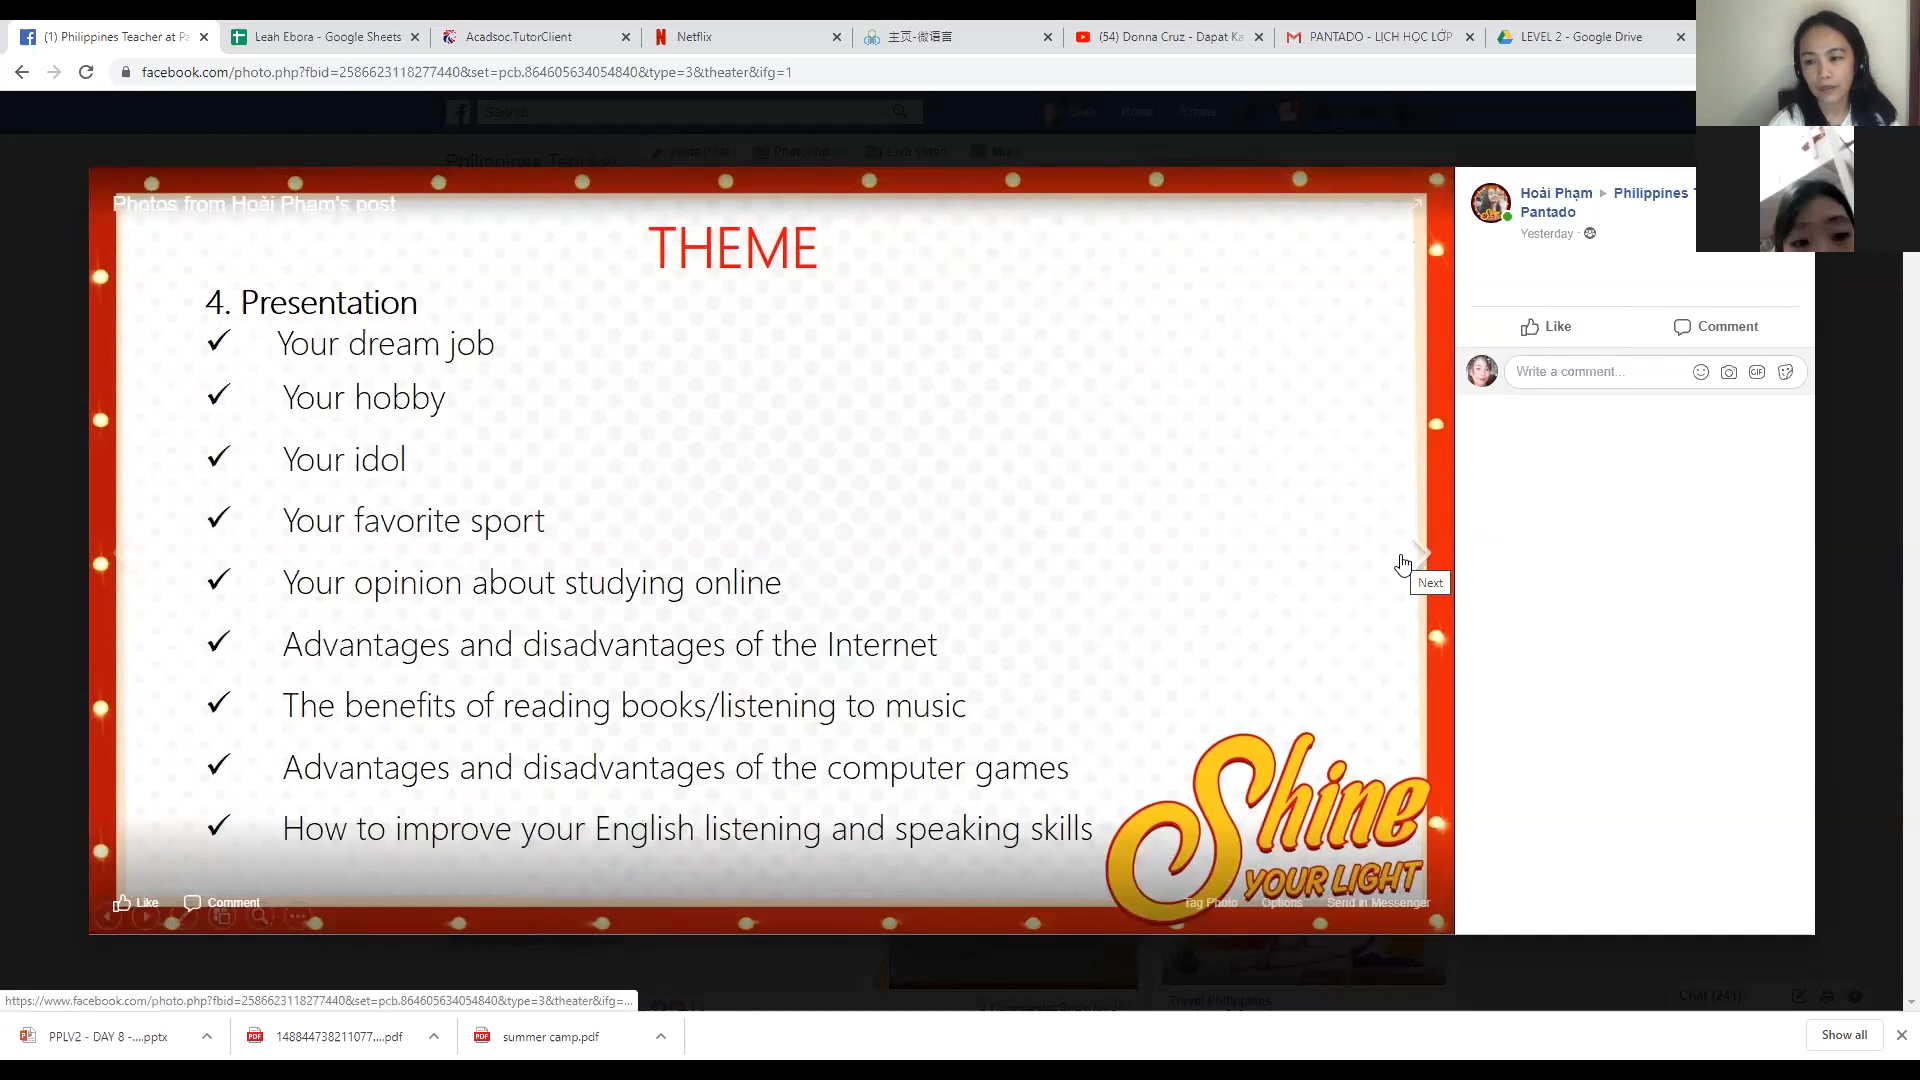 (1) Philippines Teacher at Pa
Leah Ebora - Google Sheets
Acadsoc.TutorClient
Netflix
主页-微语言
(54) Donna Cruz - Dapat Ka
PANTADO - LỊCH HỌC LỚP
LEVEL 2 - Google Drive
facebook.com/photo.php?fbid=2586623118277440&set=pcb.864605634054840&type=3&theater&ifg=1
Search
Leah
Home
Create
Philippines Teacher
Write Post
Live Video
More
Photos from Hoài Phạm's post
THEME
4. Presentation
✓ Your dream job
✓ Your hobby
✓ Your idol
✓ Your favorite sport
✓ Your opinion about studying online
✓ Advantages and disadvantages of the Internet
✓ The benefits of reading books/listening to music
✓ Advantages and disadvantages of the computer games
✓ How to improve your English listening and speaking skills
Shine
YOUR LIGHT
Next
Like
Comment
Tag Photo
Options
Send in Messenger
Hoài Phạm ▸ Philippines
Pantado
Yesterday ·
Like
Comment
Write a comment...
GIF
Travel Philippines
Chat (245)
https://www.facebook.com/photo.php?fbid=2586623118277440&set=pcb.864605634054840&type=3&theater&ifg=...
PPLV2 - DAY 8 -....pptx
148844738211077....pdf
summer camp.pdf
Show all